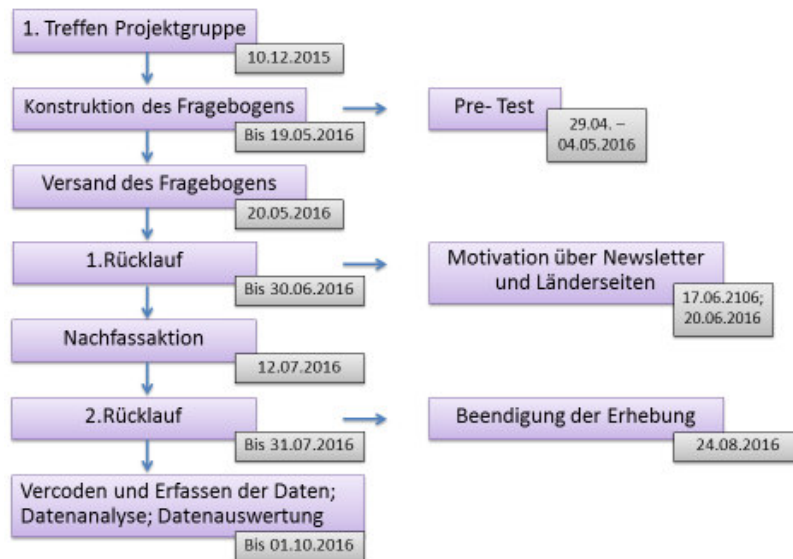 1. Treffen Projektgruppe
10.12.2015
Konstruktion des Fragebogens
Bis 19.05.2016
Pre- Test
29.04. –
04.05.2016
Versand des Fragebogens
20.05.2016
1.Rücklauf
Bis 30.06.2016
Motivation über Newsletter
und Länderseiten
17.06.2106;
20.06.2016
Nachfassaktion
12.07.2016
2.Rücklauf
Bis 31.07.2016
Beendigung der Erhebung
24.08.2016
Vercoden und Erfassen der Daten;
Datenanalyse; Datenauswertung
Bis 01.10.2016